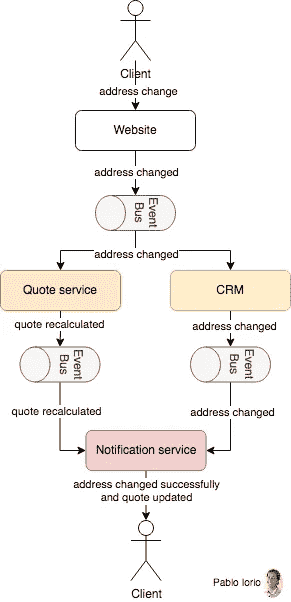 Client
address change
Website
address changed
Event
Bus
address changed
Quote service
CRM
quote recalculated
address changed
Event
Bus
Event
Bus
quote recalculated
address changed
Notification service
address changed successfully
and quote updated
Client
Pablo Iorio